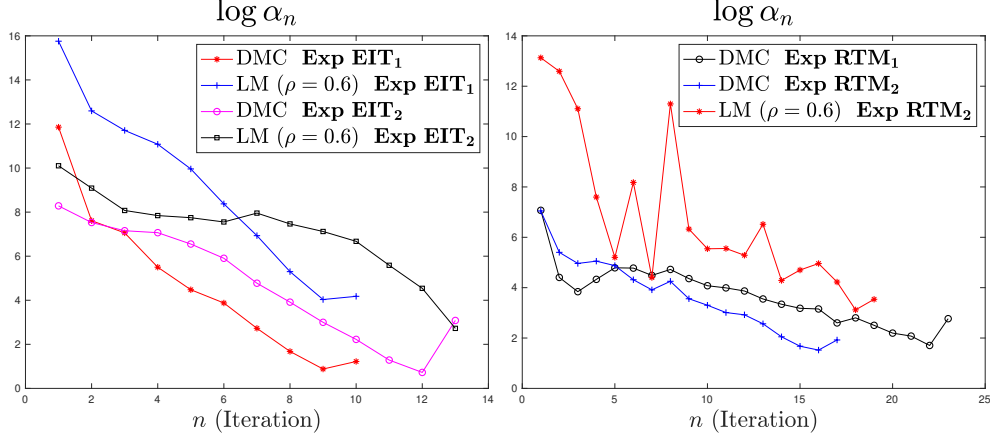 log αₙ
16
14
12
10
8
6
4
2
0
DMC Exp EIT₁
LM (ρ = 0.6) Exp EIT₁
DMC Exp EIT₂
LM (ρ = 0.6) Exp EIT₂
0 2 4 6 8 10 12 14
n (Iteration)
log αₙ
14
12
10
8
6
4
2
0
DMC Exp RTM₁
DMC Exp RTM₂
LM (ρ = 0.6) Exp RTM₂
0 5 10 15 20 25
n (Iteration)